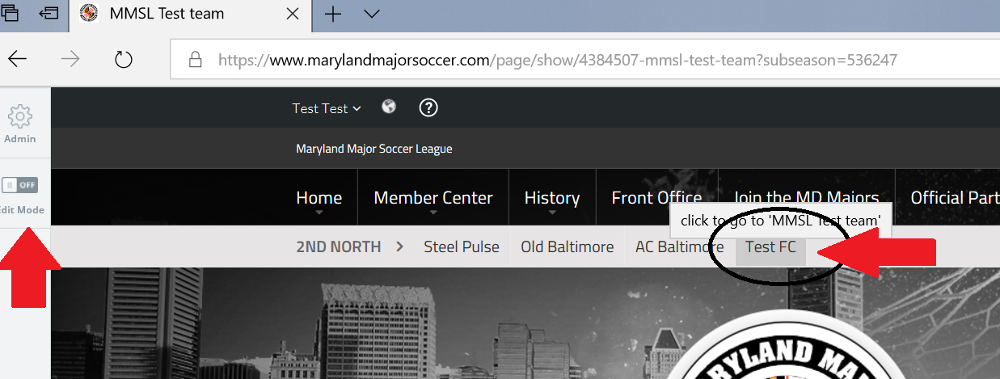 MMSL Test team
https://www.marylandmajorsoccer.com/page/show/4384507-mmsl-test-team?subseason=536247
Admin
OFF
Edit Mode
Test Test
Maryland Major Soccer League
Home Member Center History Front Office Join the MD Majors Official Part
click to go to 'MMSL Test team'
2ND NORTH > Steel Pulse Old Baltimore AC Baltimore Test FC
RYLAND MA